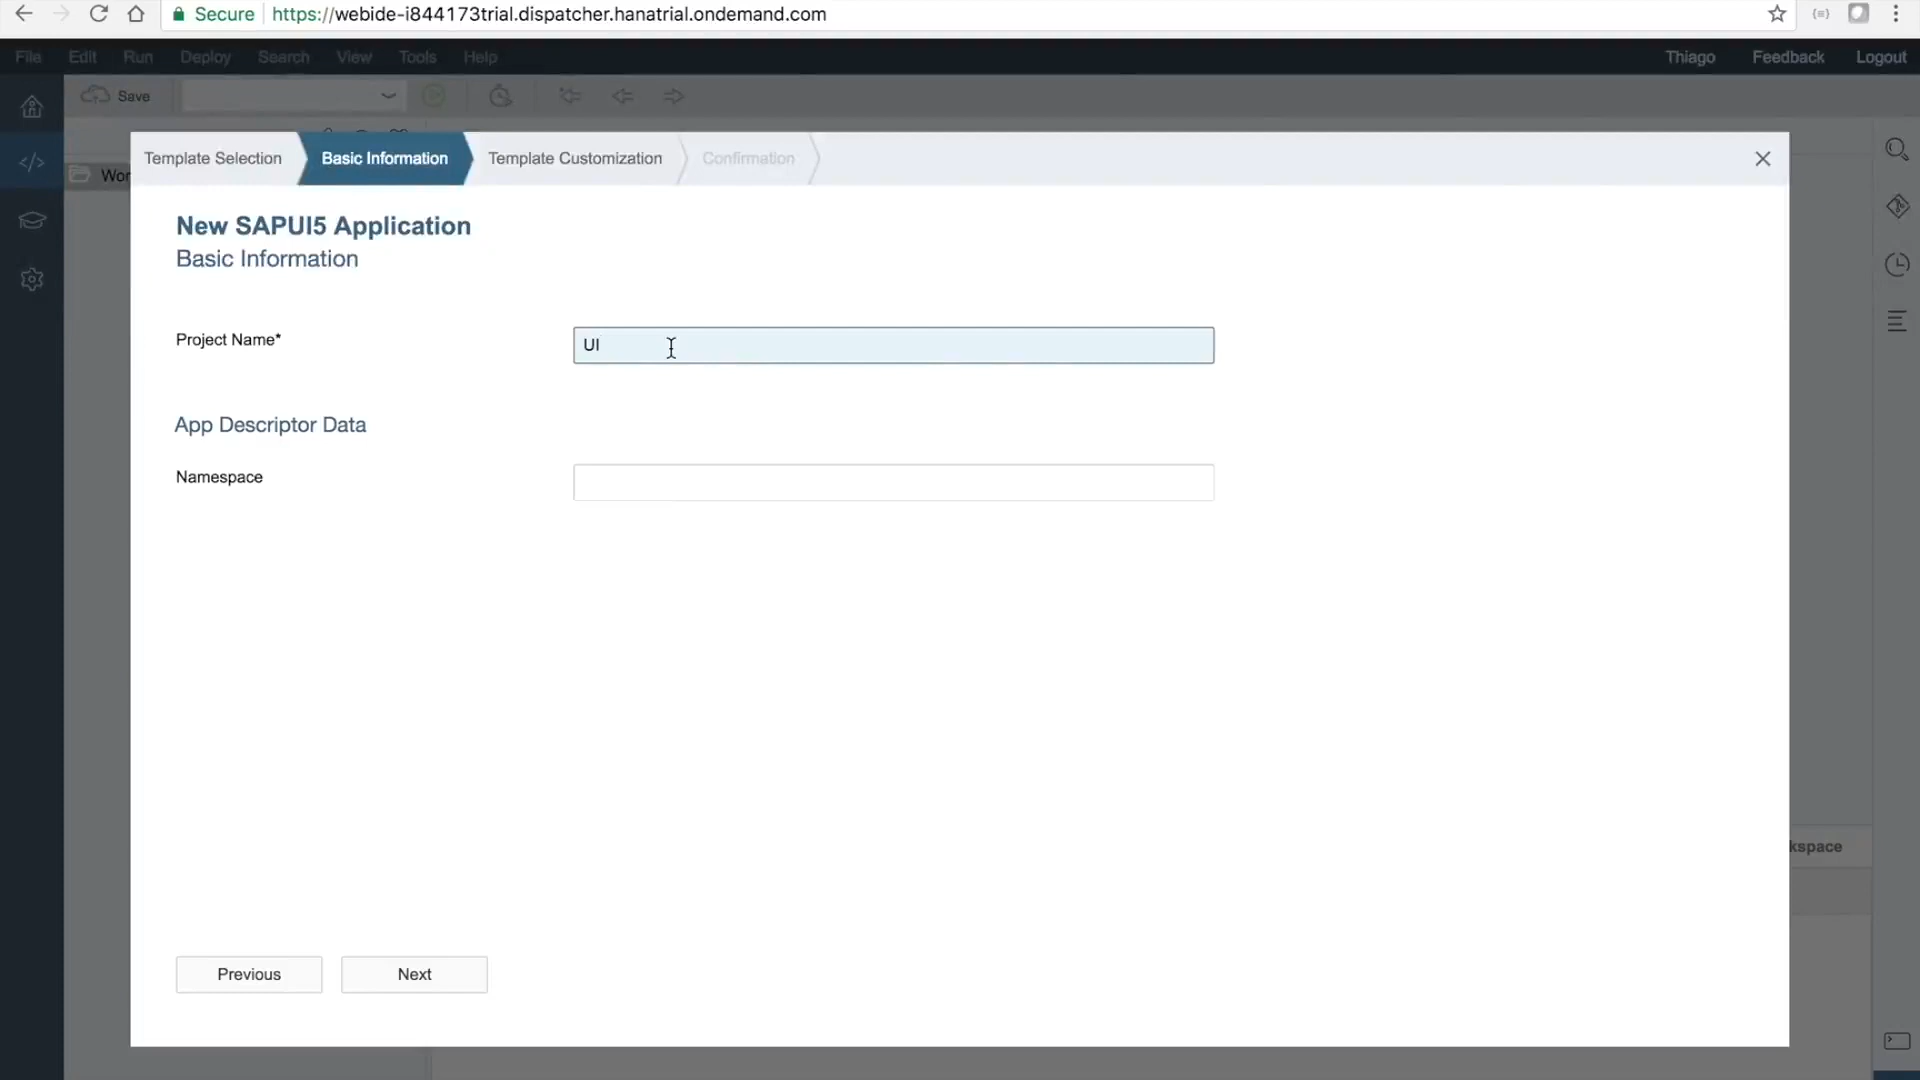 Secure https://webide-i844173trial.dispatcher.hanatrial.ondemand.com
File Edit Run Deploy Search View Tools Help Thiago Feedback Logout
Save
Template Selection Basic Information Template Customization Confirmation
Wor
New SAPUI5 Application
Basic Information
Project Name* UI
App Descriptor Data
Namespace
kspace
Previous Next